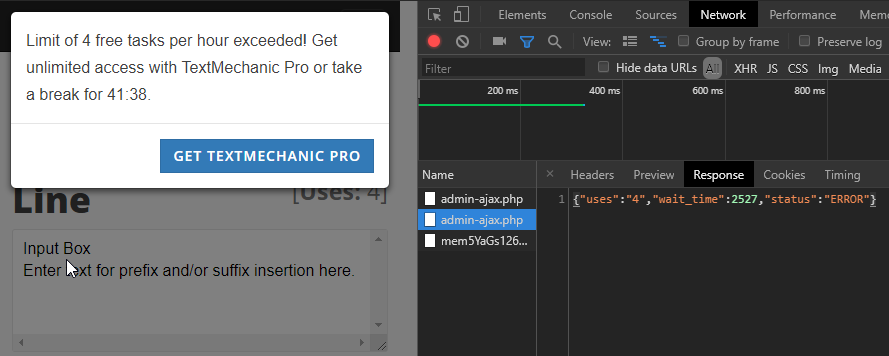 Limit of 4 free tasks per hour exceeded! Get
unlimited access with TextMechanic Pro or take
a break for 41:38.
GET TEXTMECHANIC PRO
Line
[Uses: 4]
Input Box
Enter text for prefix and/or suffix insertion here.
Elements Console Sources Network Performance Memory
View: Group by frame Preserve log
Filter Hide data URLs All XHR JS CSS Img Media
200 ms 400 ms 600 ms 800 ms
Name × Headers Preview Response Cookies Timing
admin-ajax.php
admin-ajax.php
mem5YaGs126...
1 {"uses":"4","wait_time":2527,"status":"ERROR"}